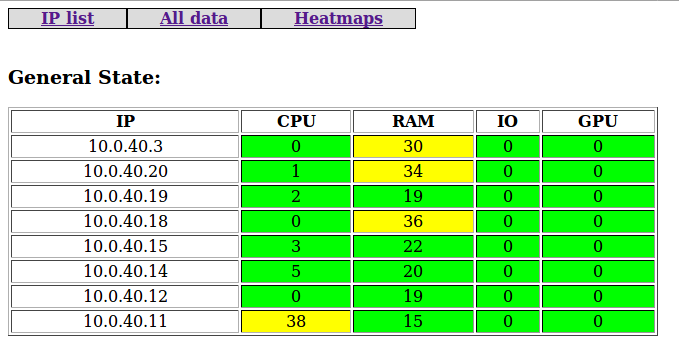 IP list All data Heatmaps
General State:
IP CPU RAM IO GPU
10.0.40.3 0 30 0 0
10.0.40.20 1 34 0 0
10.0.40.19 2 19 0 0
10.0.40.18 0 36 0 0
10.0.40.15 3 22 0 0
10.0.40.14 5 20 0 0
10.0.40.12 0 19 0 0
10.0.40.11 38 15 0 0